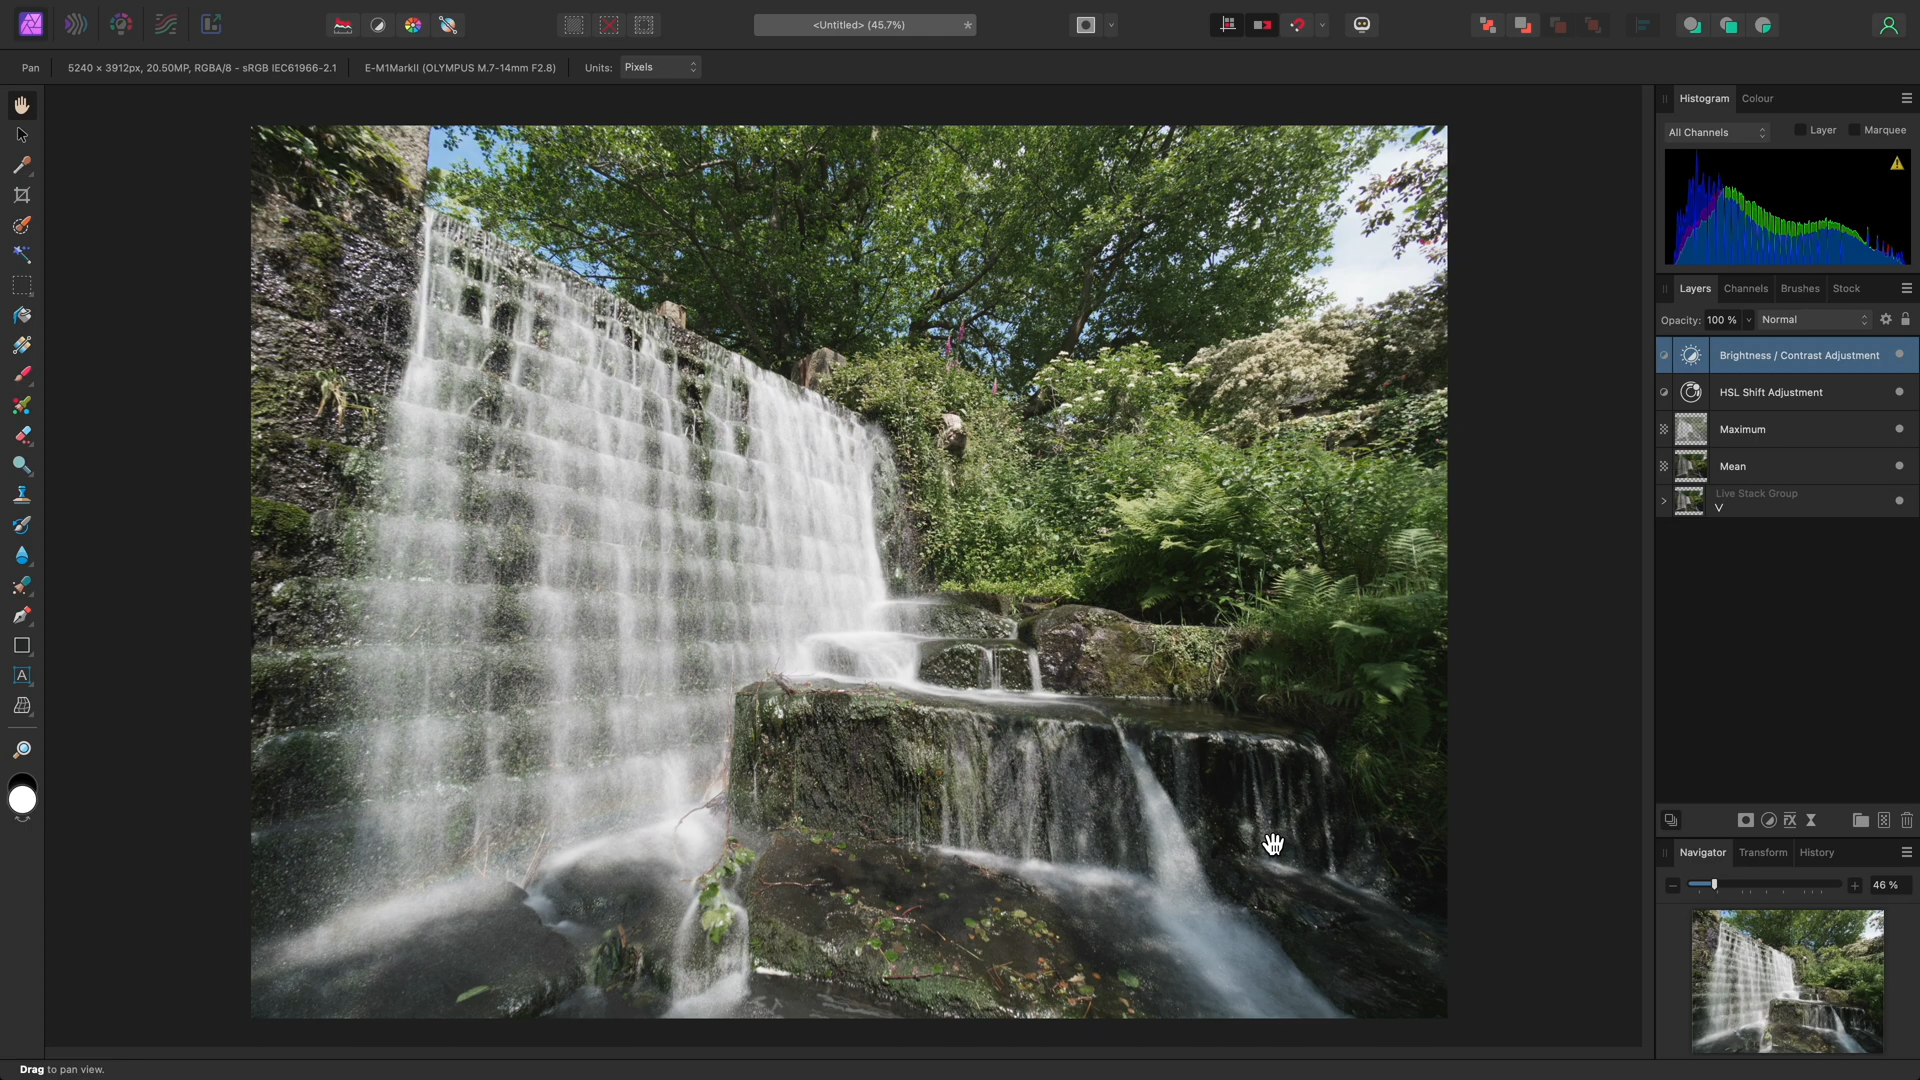 <Untitled> (45.7%)
*
Pan
5240 × 3912px, 20.50MP, RGBA/8 - sRGB IEC61966-2.1
E-M1MarkII (OLYMPUS M.7-14mm F2.8)
Units:
Pixels
Histogram
Colour
All Channels
Layer
Marquee
Layers
Channels
Brushes
Stock
Opacity:
100 %
Normal
Brightness / Contrast Adjustment
HSL Shift Adjustment
Maximum
Mean
Live Stack Group
Navigator
Transform
History
46 %
Drag to pan view.